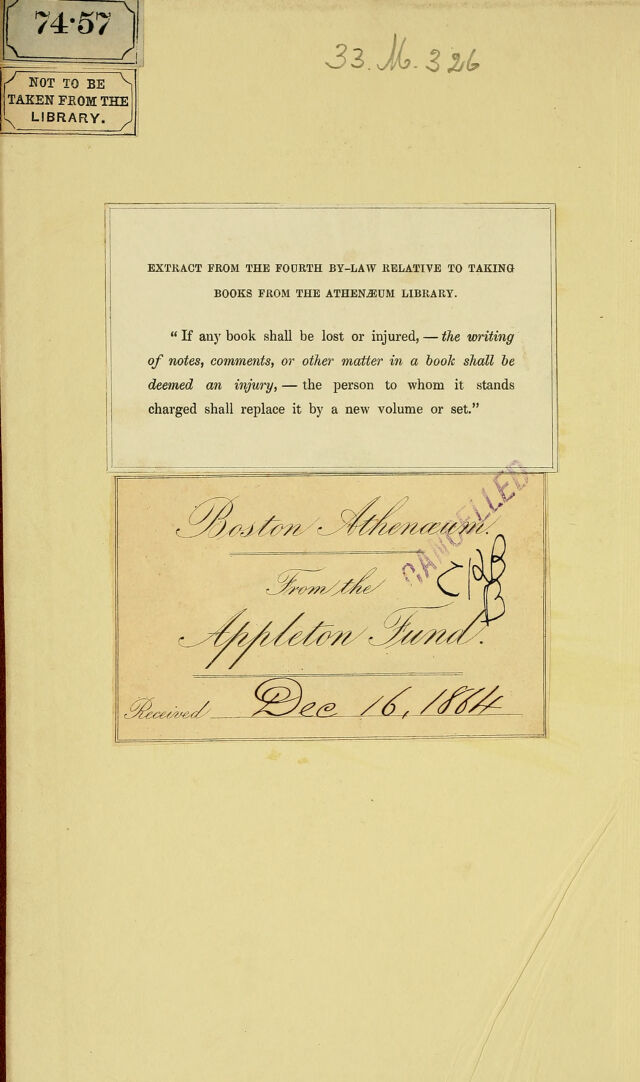 74·57
33. M. 326
NOT TO BE
TAKEN FROM THE
LIBRARY.
EXTRACT FROM THE FOURTH BY-LAW RELATIVE TO TAKING
BOOKS FROM THE ATHENÆUM LIBRARY.
“If any book shall be lost or injured, — the writing
of notes, comments, or other matter in a book shall be
deemed an injury, — the person to whom it stands
charged shall replace it by a new volume or set.”
Boston Athenæum.
CANCELLED
From the
Appleton Fund.
Received Dec 16, 1884